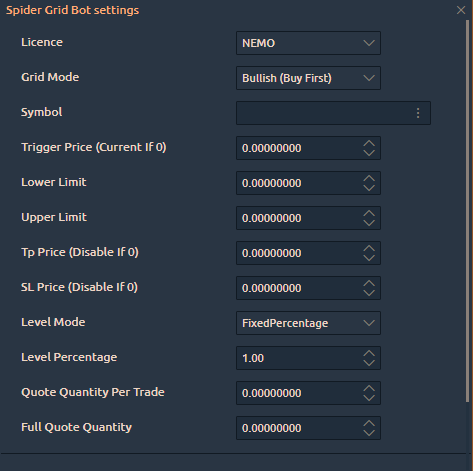 Spider Grid Bot settings
Licence NEMO
Grid Mode Bullish (Buy First)
Symbol
Trigger Price (Current If 0) 0.00000000
Lower Limit 0.00000000
Upper Limit 0.00000000
Tp Price (Disable If 0) 0.00000000
SL Price (Disable If 0) 0.00000000
Level Mode FixedPercentage
Level Percentage 1.00
Quote Quantity Per Trade 0.00000000
Full Quote Quantity 0.00000000